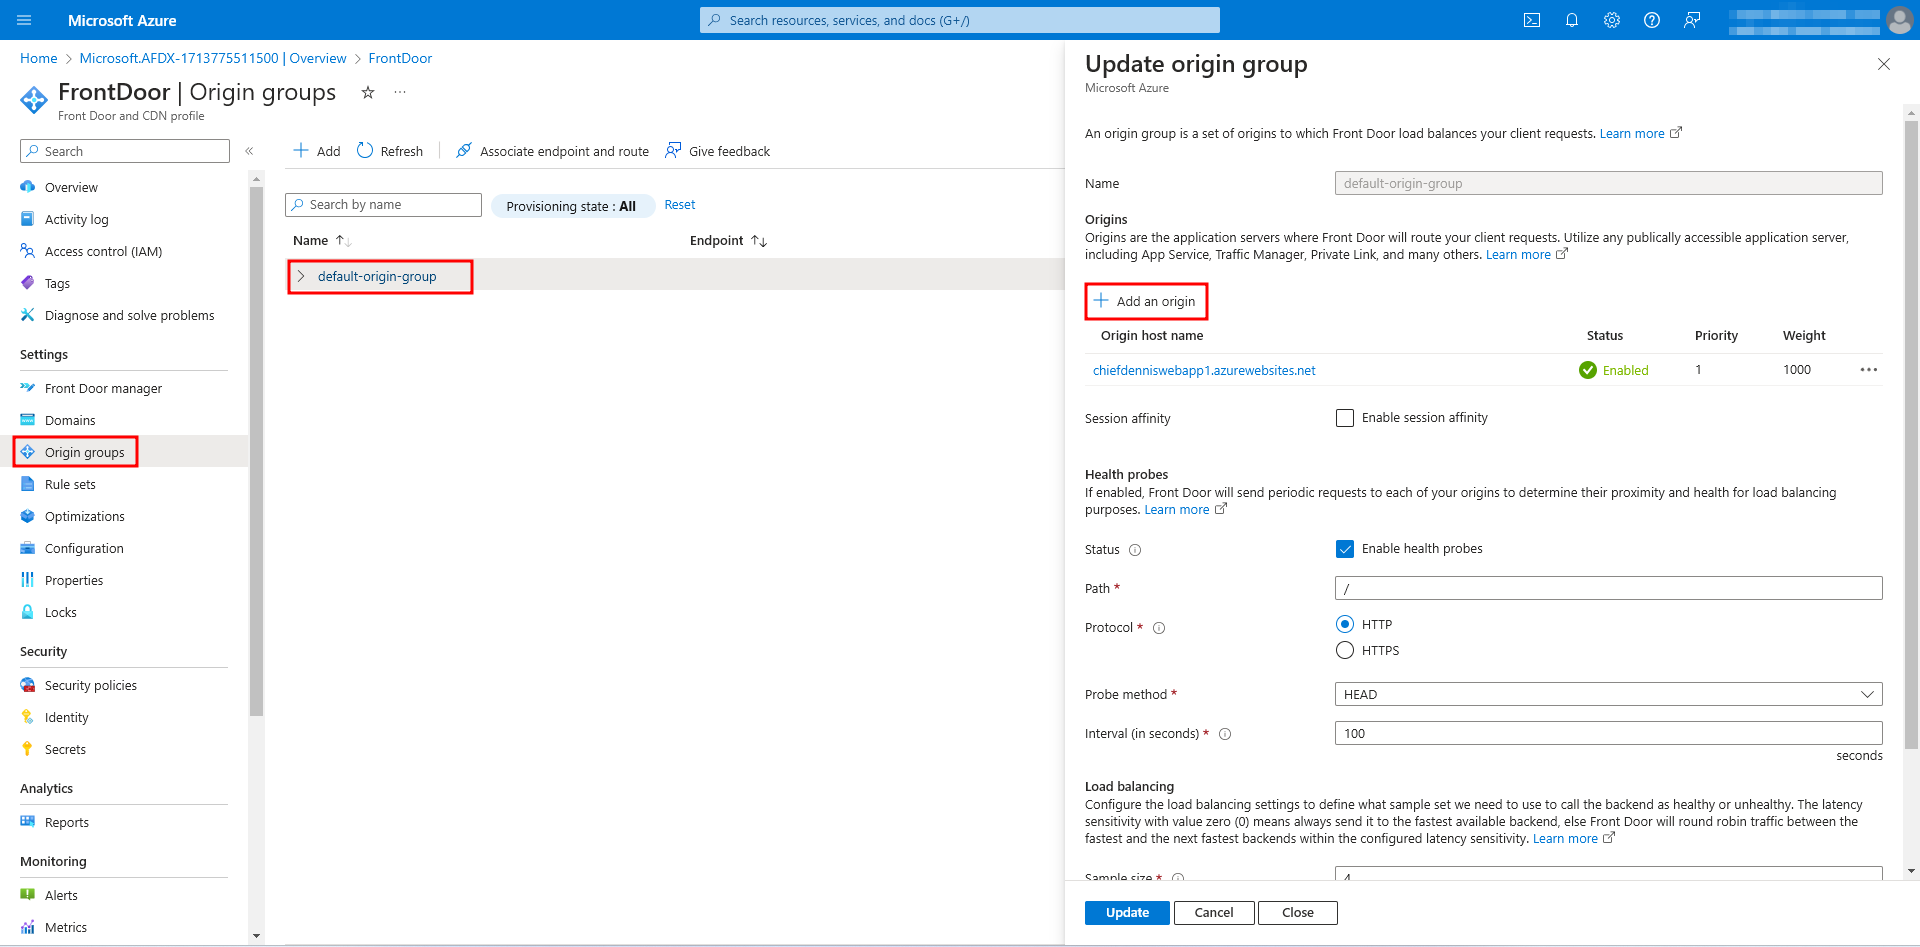 Microsoft Azure
Search resources, services, and docs (G+/)
Home > Microsoft.AFDX-1713775511500 | Overview > FrontDoor
FrontDoor | Origin groups
Front Door and CDN profile
Search
Overview
Activity log
Access control (IAM)
Tags
Diagnose and solve problems
Settings
Front Door manager
Domains
Origin groups
Rule sets
Optimizations
Configuration
Properties
Locks
Security
Security policies
Identity
Secrets
Analytics
Reports
Monitoring
Alerts
Metrics
Add Refresh Associate endpoint and route Give feedback
Search by name Provisioning state : All Reset
Name Endpoint
default-origin-group
Update origin group
Microsoft Azure
An origin group is a set of origins to which Front Door load balances your client requests. Learn more
Name default-origin-group
Origins
Origins are the application servers where Front Door will route your client requests. Utilize any publically accessible application server,
including App Service, Traffic Manager, Private Link, and many others. Learn more
Add an origin
Origin host name Status Priority Weight
chiefdenniswebapp1.azurewebsites.net Enabled 1 1000
Session affinity Enable session affinity
Health probes
If enabled, Front Door will send periodic requests to each of your origins to determine their proximity and health for load balancing
purposes. Learn more
Status Enable health probes
Path * /
Protocol * HTTP
HTTPS
Probe method * HEAD
Interval (in seconds) * 100
seconds
Load balancing
Configure the load balancing settings to define what sample set we need to use to call the backend as healthy or unhealthy. The latency
sensitivity with value zero (0) means always send it to the fastest available backend, else Front Door will round robin traffic between the
fastest and the next fastest backends within the configured latency sensitivity. Learn more
Sample size * 4
Update Cancel Close